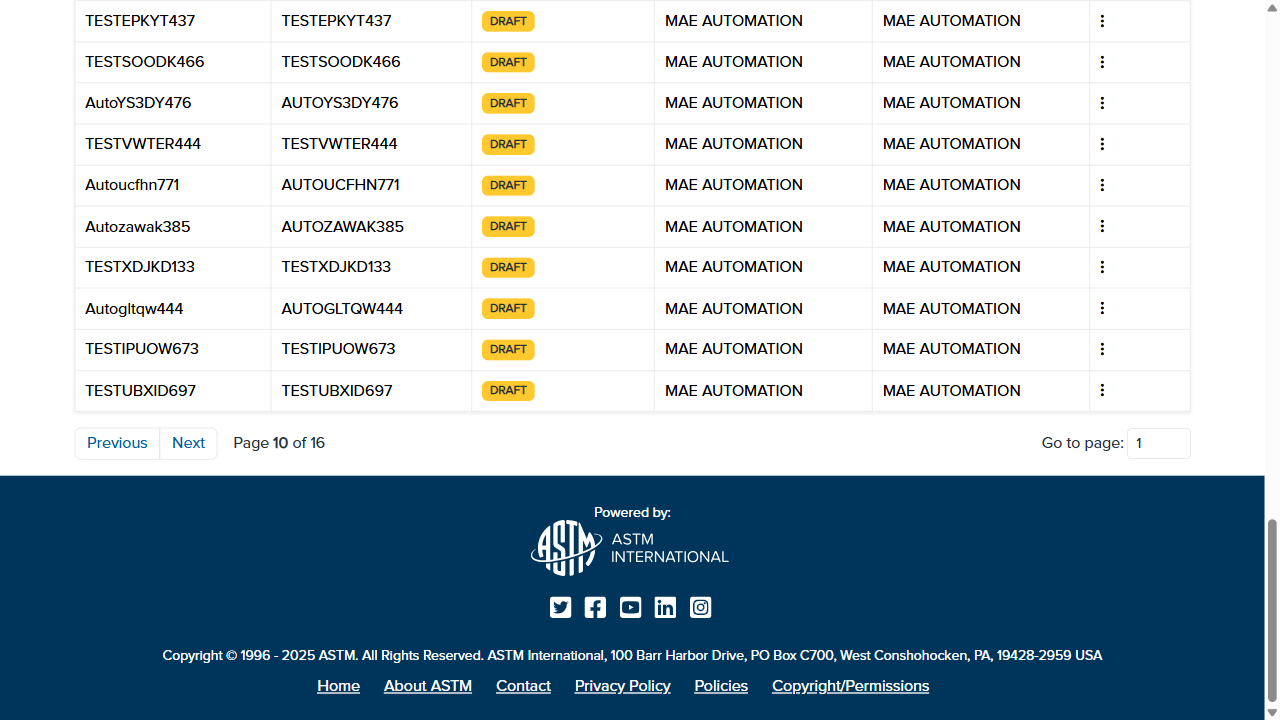 TESTEPKYT437 TESTEPKYT437 DRAFT MAE AUTOMATION MAE AUTOMATION
TESTSOODK466 TESTSOODK466 DRAFT MAE AUTOMATION MAE AUTOMATION
AutoYS3DY476 AUTOYS3DY476 DRAFT MAE AUTOMATION MAE AUTOMATION
TESTVWTER444 TESTVWTER444 DRAFT MAE AUTOMATION MAE AUTOMATION
Autoucfhn771 AUTOUCFHN771 DRAFT MAE AUTOMATION MAE AUTOMATION
Autozawak385 AUTOZAWAK385 DRAFT MAE AUTOMATION MAE AUTOMATION
TESTXDJKD133 TESTXDJKD133 DRAFT MAE AUTOMATION MAE AUTOMATION
Autogltqw444 AUTOGLTQW444 DRAFT MAE AUTOMATION MAE AUTOMATION
TESTIPUOW673 TESTIPUOW673 DRAFT MAE AUTOMATION MAE AUTOMATION
TESTUBXID697 TESTUBXID697 DRAFT MAE AUTOMATION MAE AUTOMATION
Previous Next Page 10 of 16 Go to page: 1
Powered by:
ASTM ASTM
INTERNATIONAL
Copyright © 1996 - 2025 ASTM. All Rights Reserved. ASTM International, 100 Barr Harbor Drive, PO Box C700, West Conshohocken, PA, 19428-2959 USA
Home About ASTM Contact Privacy Policy Policies Copyright/Permissions